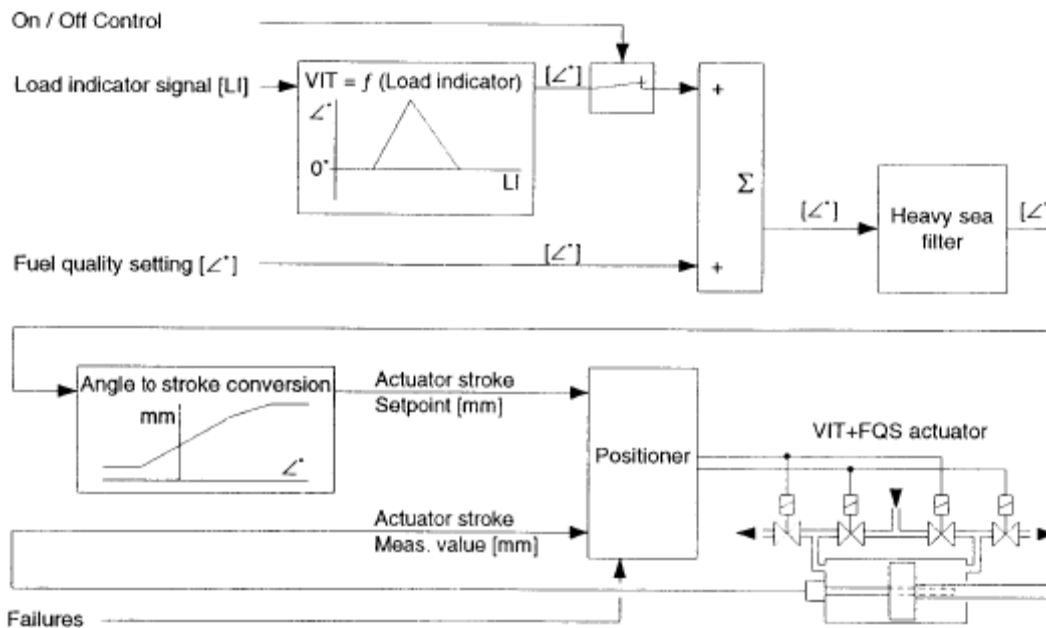 On / Off Control
Load indicator signal [LI]
VIT = f (Load indicator)
∠°
0°
LI
[∠°]
+
Σ
Fuel quality setting [∠°]
[∠°]
+
[∠°]
Heavy sea
filter
[∠°
Angle to stroke conversion
mm
∠°
Actuator stroke
Setpoint [mm]
Positioner
VIT+FQS actuator
Actuator stroke
Meas. value [mm]
Failures